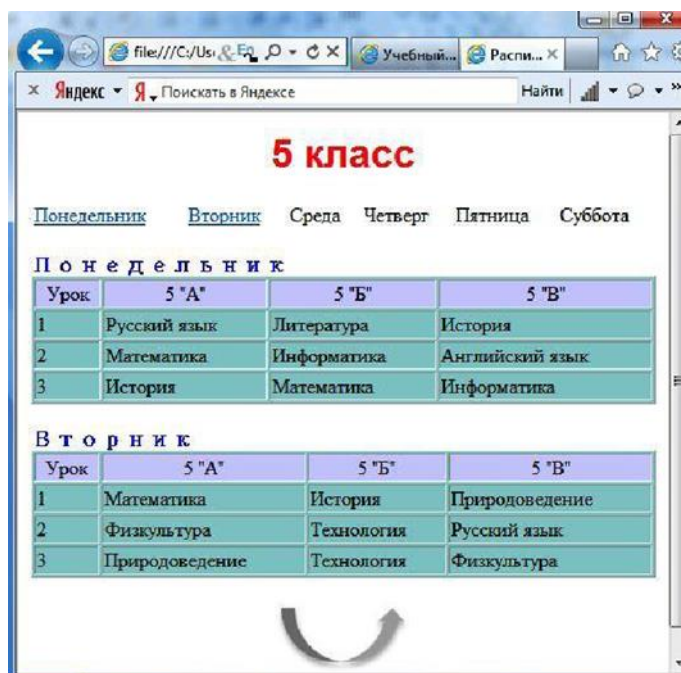 file:///C:/Us
Учебный... Распи... ×
× Яндекс Я Поискать в Яндексе Найти »
5 класс
Понедельник Вторник Среда Четверг Пятница Суббота
Понедельник
Урок 5 "А" 5 "Б" 5 "В"
1 Русский язык Литература История
2 Математика Информатика Английский язык
3 История Математика Информатика
Вторник
Урок 5 "А" 5 "Б" 5 "В"
1 Математика История Природоведение
2 Физкультура Технология Русский язык
3 Природоведение Технология Физкультура